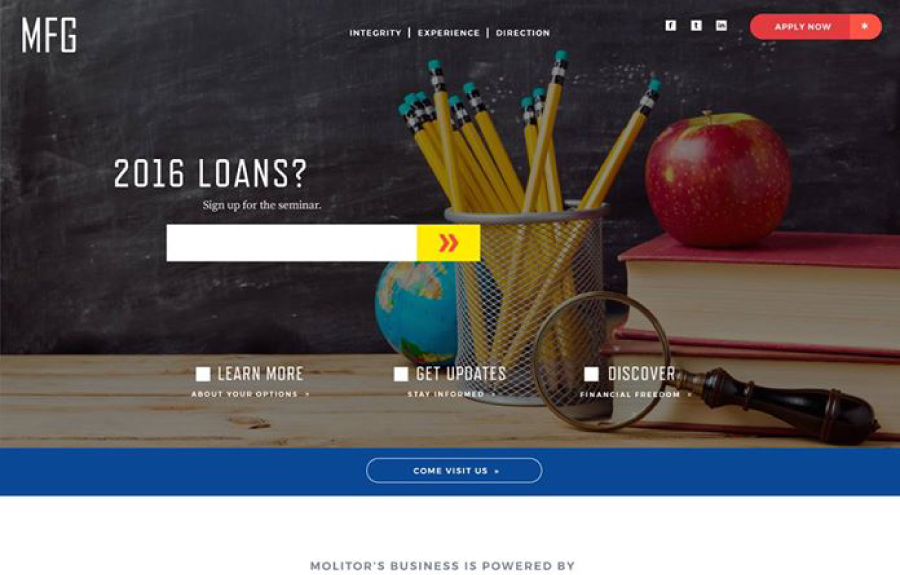 MFG
INTEGRITY | EXPERIENCE | DIRECTION
f t in
APPLY NOW *
2016 LOANS?
Sign up for the seminar.
»
LEARN MORE
ABOUT YOUR OPTIONS >
GET UPDATES
STAY INFORMED >
DISCOVER
FINANCIAL FREEDOM »
COME VISIT US »
MOLITOR'S BUSINESS IS POWERED BY